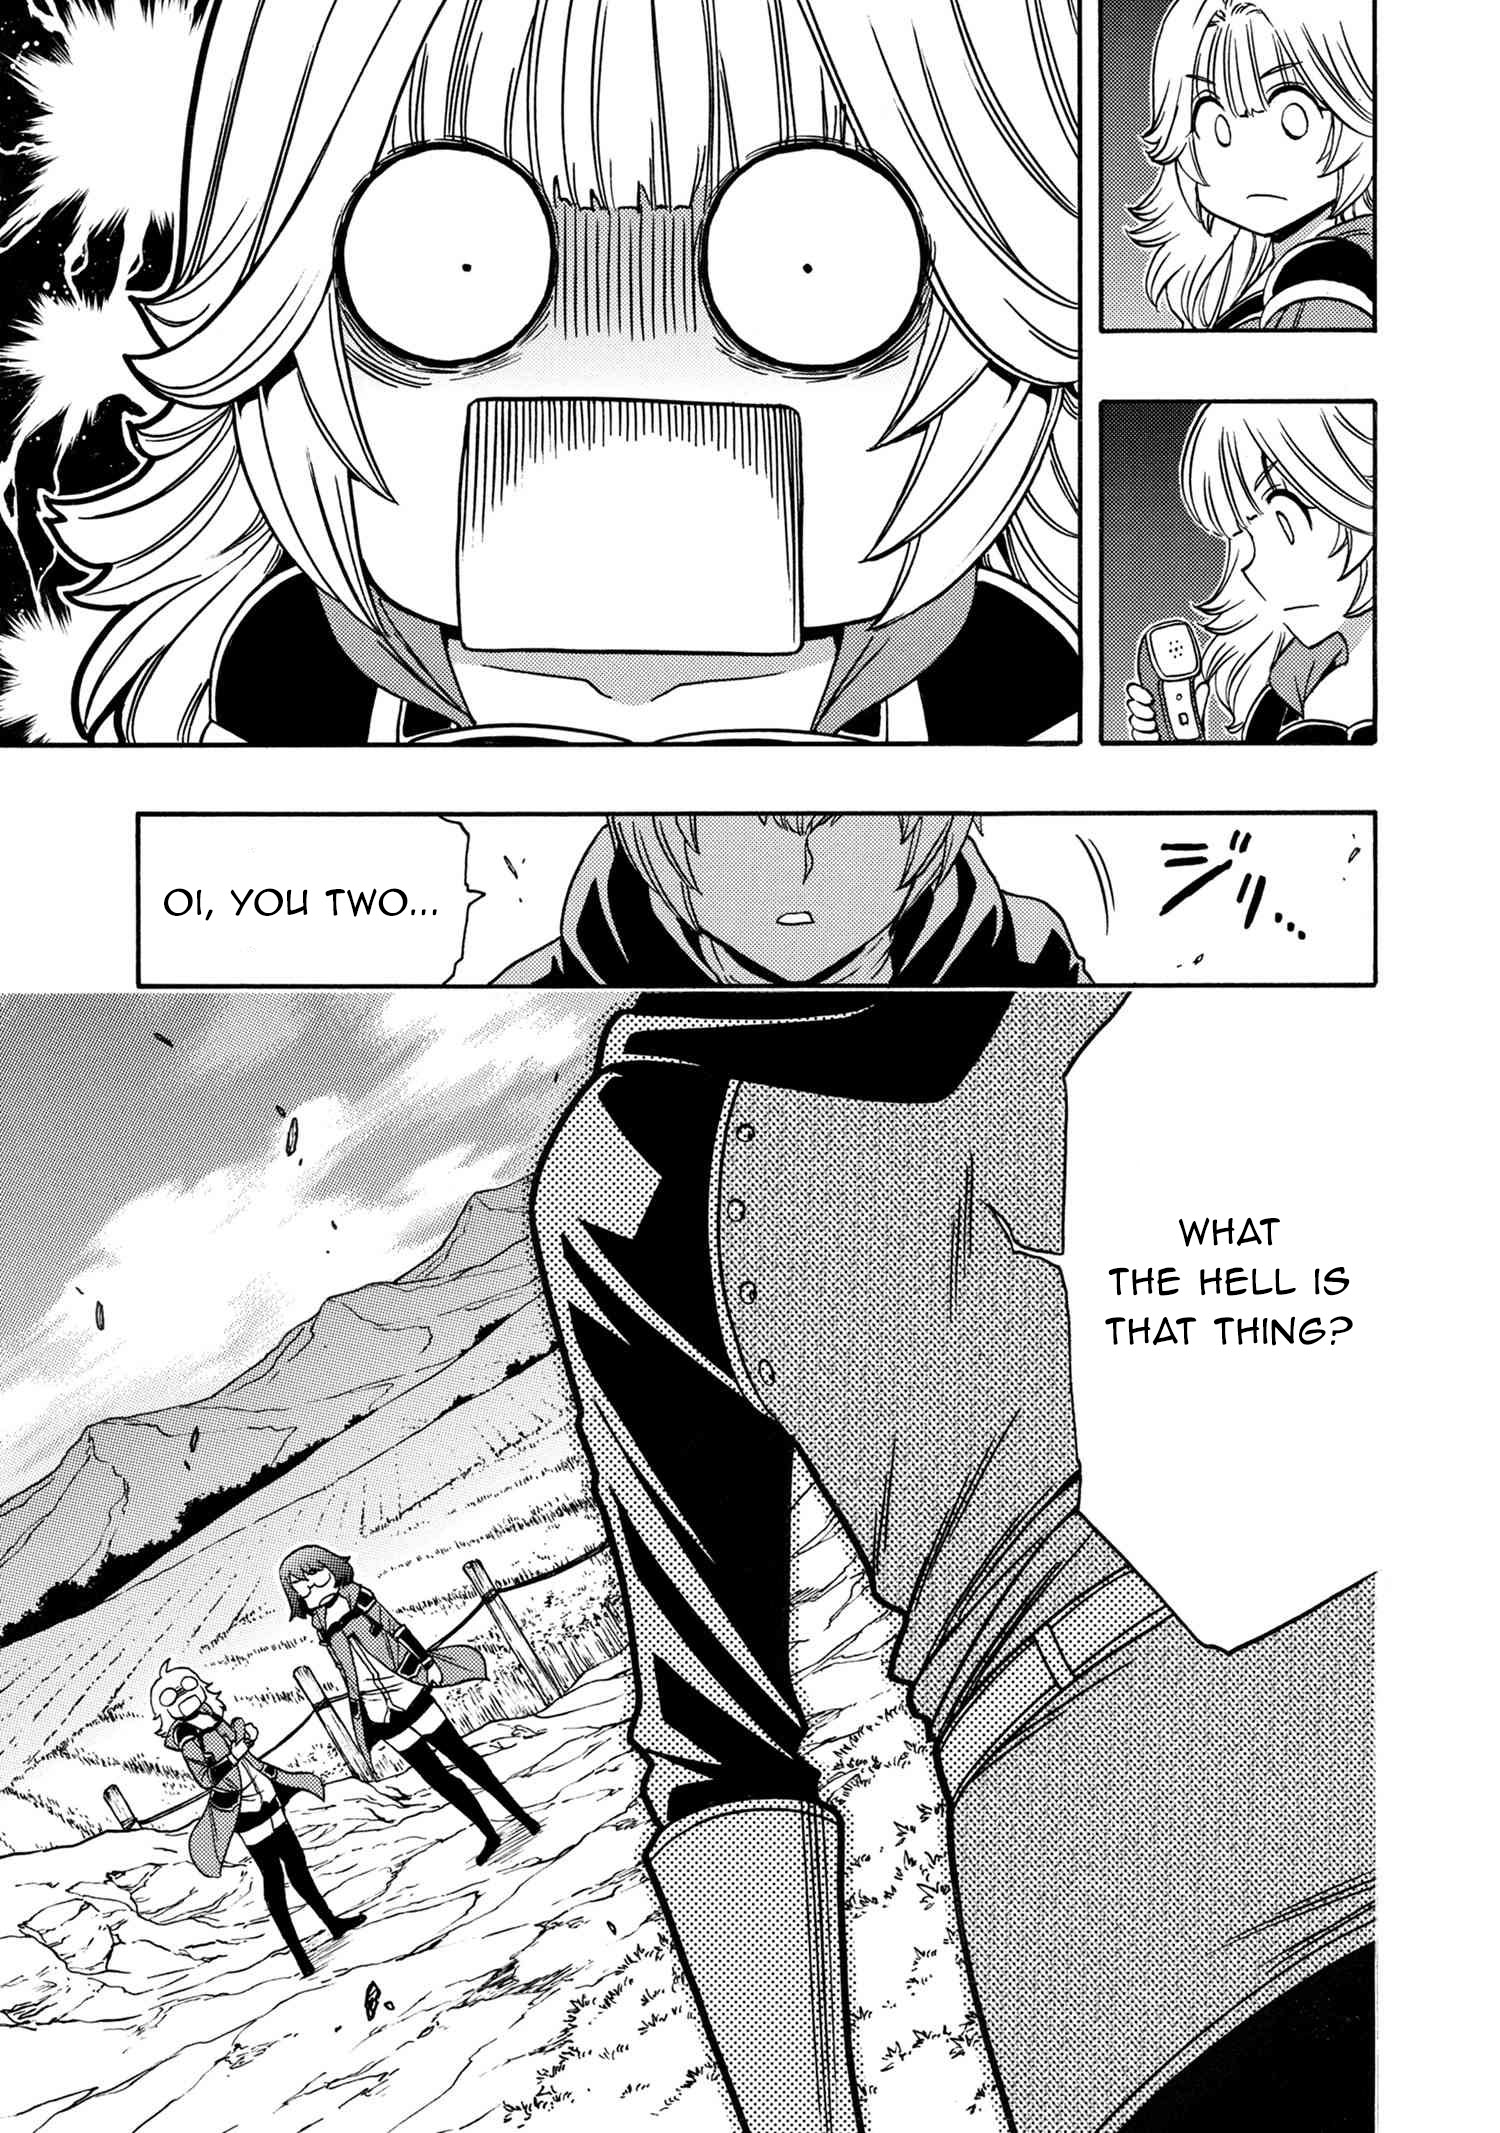 ジリ…
OI, YOU TWO...
WHAT
THE HELL IS
THAT THING?